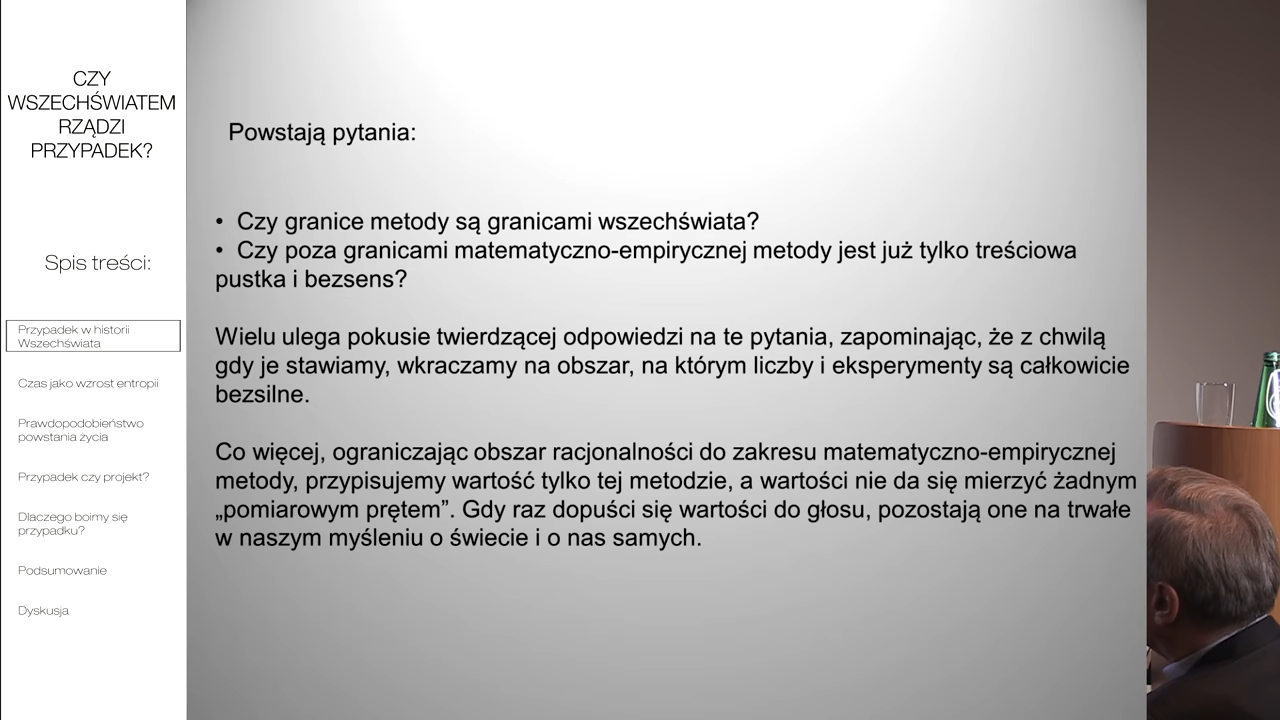 CZY
WSZECHŚWIATEM
RZĄDZI
PRZYPADEK?
Spis treści:
Przypadek w historii
Wszechświata
Czas jako wzrost entropii
Prawdopodobieństwo
powstania życia
Przypadek czy projekt?
Dlaczego boimy się
przypadku?
Podsumowanie
Dyskusja
Powstają pytania:
• Czy granice metody są granicami wszechświata?
• Czy poza granicami matematyczno-empirycznej metody jest już tylko treściowa
pustka i bezsens?
Wielu ulega pokusie twierdzącej odpowiedzi na te pytania, zapominając, że z chwilą
gdy je stawiamy, wkraczamy na obszar, na którym liczby i eksperymenty są całkowicie
bezsilne.
Co więcej, ograniczając obszar racjonalności do zakresu matematyczno-empirycznej
metody, przypisujemy wartość tylko tej metodzie, a wartości nie da się mierzyć żadnym
„pomiarowym prętem”. Gdy raz dopuści się wartości do głosu, pozostają one na trwałe
w naszym myśleniu o świecie i o nas samych.